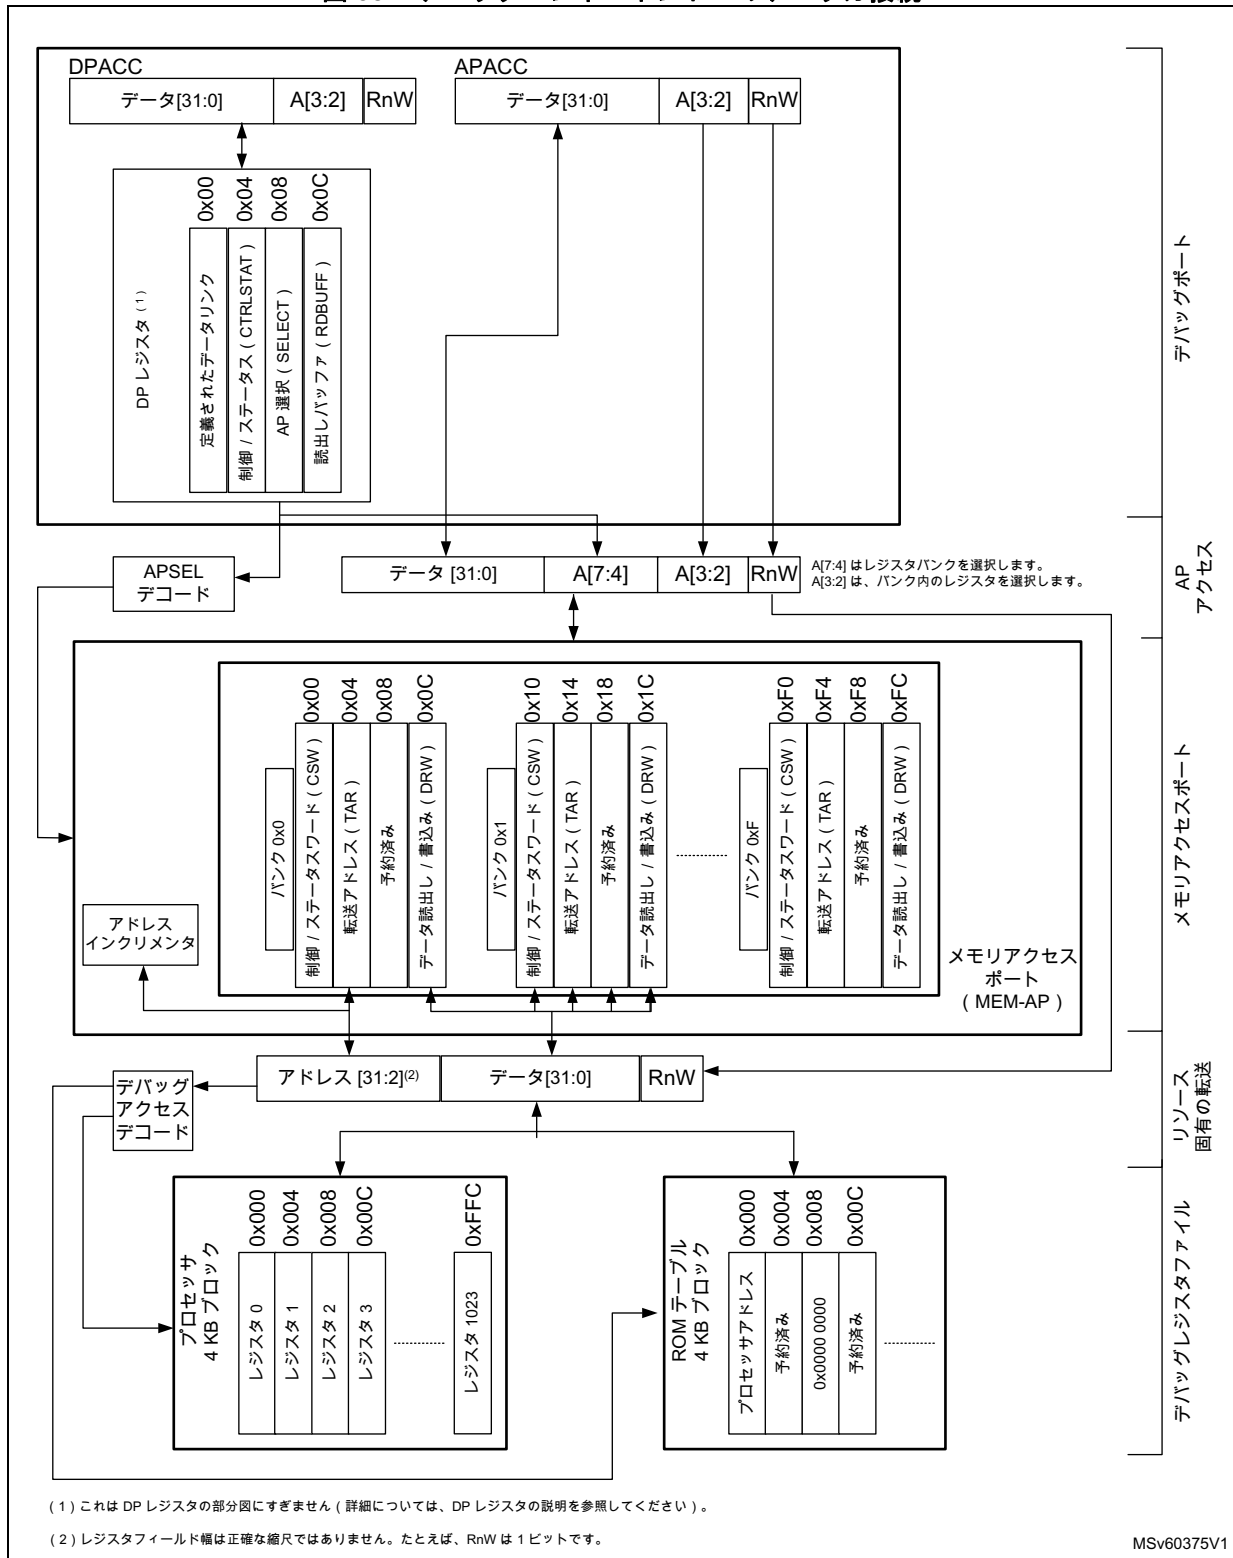 DPACC
データ[31:0] A[3:2] RnW
APACC
データ[31:0] A[3:2] RnW
DP レジスタ(1)
0x00
0x04
0x08
0x0C
定義されたデータリンク
制御 / ステータス ( CTRLSTAT )
AP 選択 ( SELECT )
読出しバッファ ( RDBUFF )
デバッグポート
APSEL
デコード
データ [31:0] A[7:4] A[3:2] RnW
A[7:4] はレジスタバンクを選択します。
A[3:2] は、バンク内のレジスタを選択します。
AP
アクセス
バンク 0x0
0x00
0x04
0x08
0x0C
制御 / ステータスワード ( CSW )
転送アドレス ( TAR )
予約済み
データ読出し / 書込み ( DRW )
バンク 0x1
0x10
0x14
0x18
0x1C
制御 / ステータスワード ( CSW )
転送アドレス ( TAR )
予約済み
データ読出し / 書込み ( DRW )
バンク 0xF
0xF0
0xF4
0xF8
0xFC
制御 / ステータスワード ( CSW )
転送アドレス ( TAR )
予約済み
データ読出し / 書込み ( DRW )
アドレス
インクリメンタ
メモリアクセス
ポート
( MEM-AP )
メモリアクセスポート
デバッグ
アクセス
デコード
アドレス [31:2](2) データ[31:0] RnW
リソース
固有の転送
プロセッサ
4 KB ブロック
0x000
0x004
0x008
0x00C
0xFFC
レジスタ 0
レジスタ 1
レジスタ 2
レジスタ 3
レジスタ 1023
ROM テーブル
4 KB ブロック
0x000
0x004
0x008
0x00C
プロセッサアドレス
予約済み
0x0000 0000
予約済み
デバッグレジスタファイル
( 1 ) これは DP レジスタの部分図にすぎません ( 詳細については、DP レジスタの説明を参照してください ) 。
( 2 ) レジスタフィールド幅は正確な縮尺ではありません。たとえば、RnW は 1 ビットです。
MSv60375V1